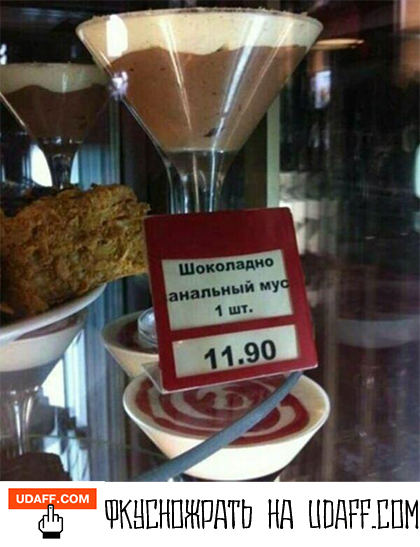 Шоколадно
анальный мус
1 шт.
11.90
UDAFF.COM
ФКУСНОЖРАТЬ НА UDAFF.COM